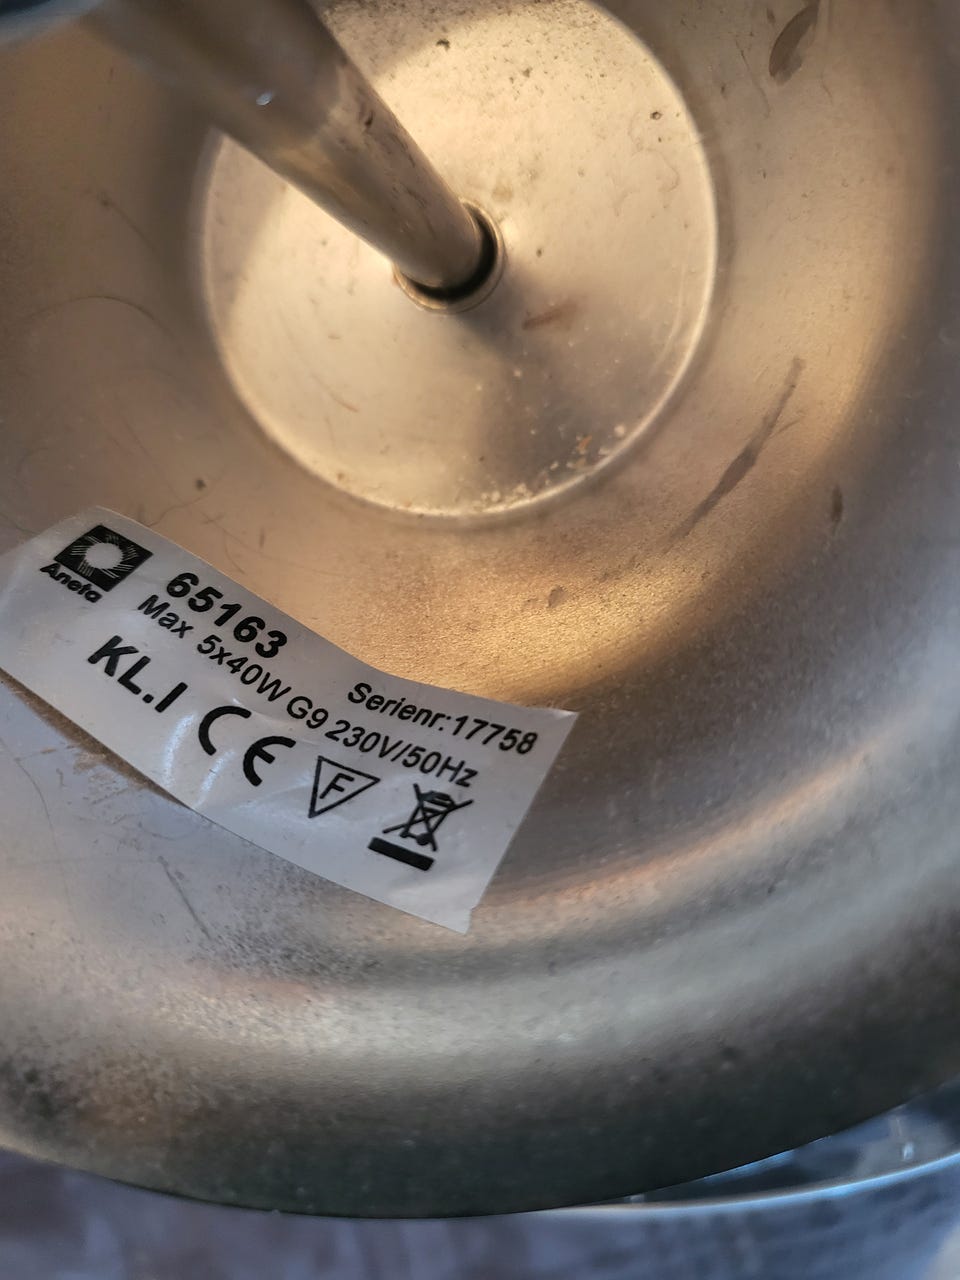 Aneta
65163
Max 5x40W G9 230V/50Hz
Serienr:17758
KL.I CE F